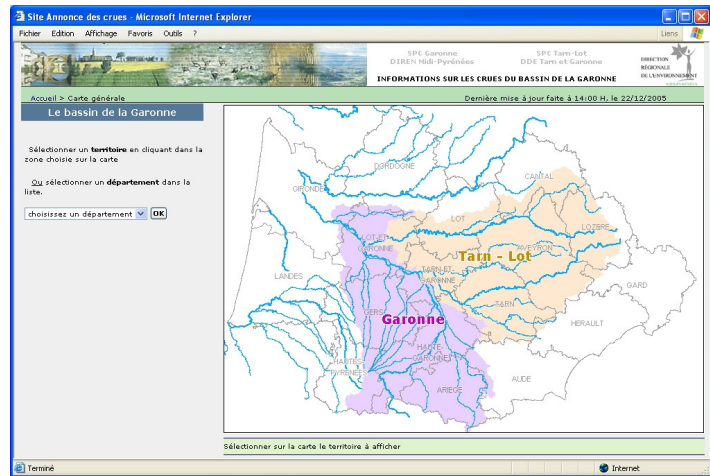 Site Annonce des crues - Microsoft Internet Explorer
Fichier Edition Affichage Favoris Outils ? Liens
SPC Garonne SPC Tarn-Lot
DIREN Midi-Pyrénées DDE Tarn et Garonne
DIRECTION
RÉGIONALE
DE L'ENVIRONNEMENT
INFORMATIONS SUR LES CRUES DU BASSIN DE LA GARONNE
Accueil > Carte générale Dernière mise à jour faite à 14:00 H, le 22/12/2005
Le bassin de la Garonne
Sélectionner un territoire en cliquant dans la
zone choisie sur la carte
Ou sélectionner un département dans la
liste.
choisissez un département OK
DORDOGNE
CANTAL
GIRONDE
LOT
LOZERE
LOT-ET-
GARONNE
AVEYRON
Tarn - Lot
TARN-ET-
GARONNE
LANDES
GARD
TARN
GERS
Garonne
HERAULT
HAUTE-
GARONNE
HAUTES-
PYRENEES
AUDE
ARIEGE
Sélectionner sur la carte le territoire à afficher
Terminé Internet